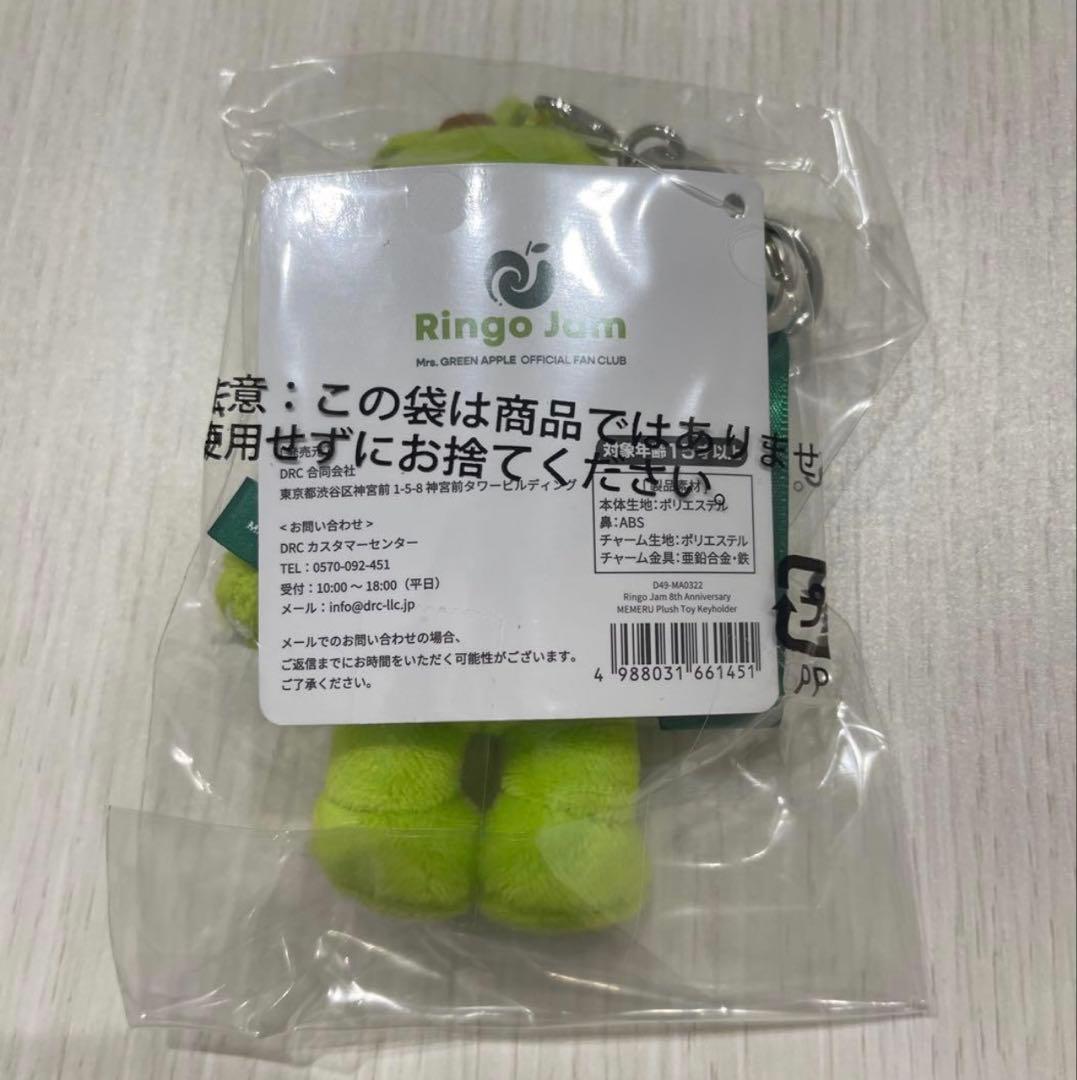 Ringo Jam
Mrs. GREEN APPLE OFFICIAL FAN CLUB
注意：この袋は商品ではありませ
使用せずにお捨てください。
対象年齢15才以上
DRC 合同会社
東京都渋谷区神宮前 1-5-8 神宮前タワービルディング
＜お問い合わせ＞
DRC カスタマーセンター
TEL：0570-092-451
受付：10:00 〜 18:00（平日）
メール：info@drc-llc.jp
メールでのお問い合わせの場合、
ご返信までにお時間をいただく可能性がございます。
ご了承ください。
製品素材
本体生地：ポリエステル
鼻：ABS
チャーム生地：ポリエステル
チャーム金具：亜鉛合金・鉄
D49-MA0322
Ringo Jam 8th Anniversary
MEMERU Plush Toy Keyholder
4 988031 661451
PP